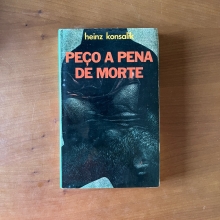 heinz konsalik
PEÇO A PENA
DE MORTE